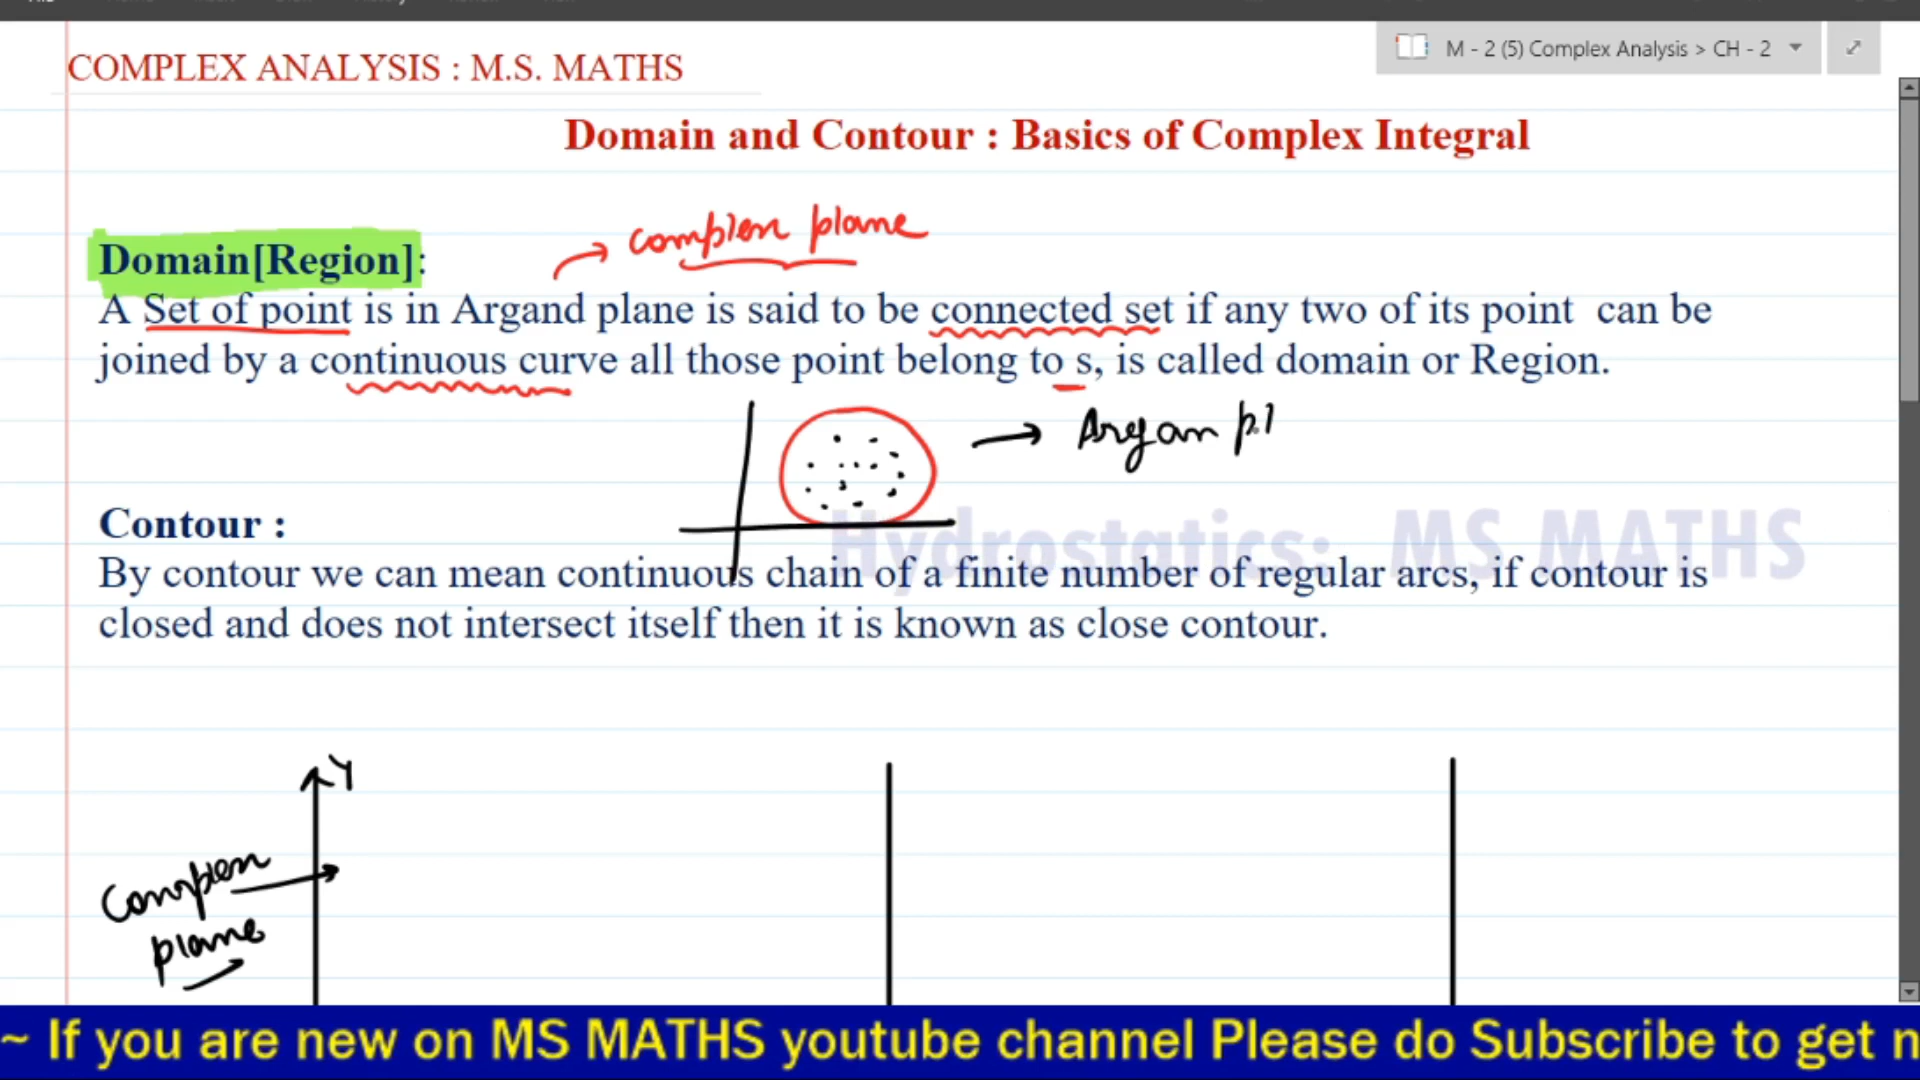 COMPLEX ANALYSIS : M.S. MATHS
M - 2 (5) Complex Analysis > CH - 2
Domain and Contour : Basics of Complex Integral
complex plane
Domain[Region]:
A Set of point is in Argand plane is said to be connected set if any two of its point can be
joined by a continuous curve all those point belong to s, is called domain or Region.
Argan pl
Contour :
Hydrostatics: MS MATHS
By contour we can mean continuous chain of a finite number of regular arcs, if contour is
closed and does not intersect itself then it is known as close contour.
Y
Complex
plane
~ If you are new on MS MATHS youtube channel Please do Subscribe to get n